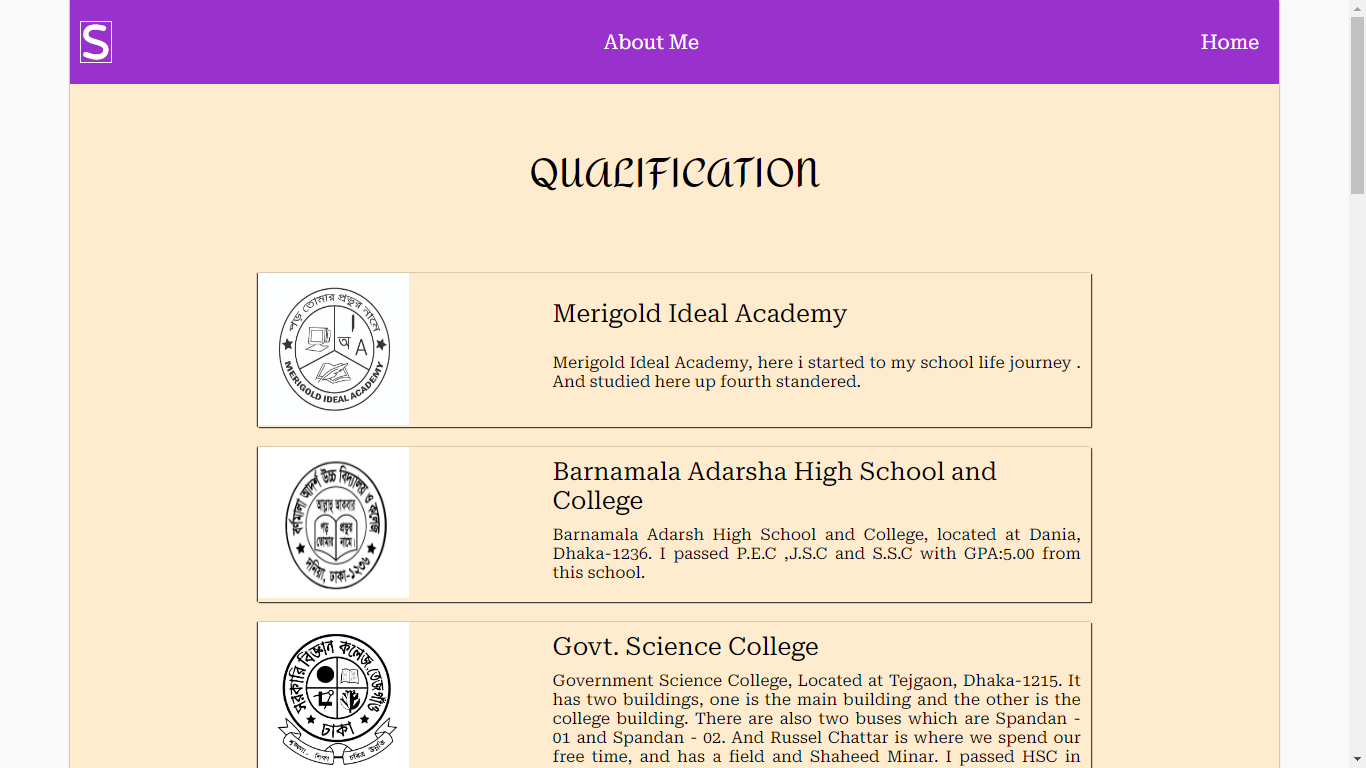 S
About Me
Home
QUALIFICATION
পড় তোমার প্রভুর নামে
অ
A
MERIGOLD IDEAL ACADEMY
Merigold Ideal Academy
Merigold Ideal Academy, here i started to my school life journey .
And studied here up fourth standered.
বর্ণমালা আদর্শ উচ্চ বিদ্যালয় ও কলেজ
আল্লাহু আকবার
পড় প্রভুর
তোমার নামে।
দনিয়া, ঢাকা-১২৩৬
Barnamala Adarsha High School and
College
Barnamala Adarsh High School and College, located at Dania,
Dhaka-1236. I passed P.E.C ,J.S.C and S.S.C with GPA:5.00 from
this school.
সরকারি বিজ্ঞান কলেজ, তেজগাঁও
ঢাকা
Govt. Science College
Government Science College, Located at Tejgaon, Dhaka-1215. It
has two buildings, one is the main building and the other is the
college building. There are also two buses which are Spandan -
01 and Spandan - 02. And Russel Chattar is where we spend our
free time, and has a field and Shaheed Minar. I passed HSC in